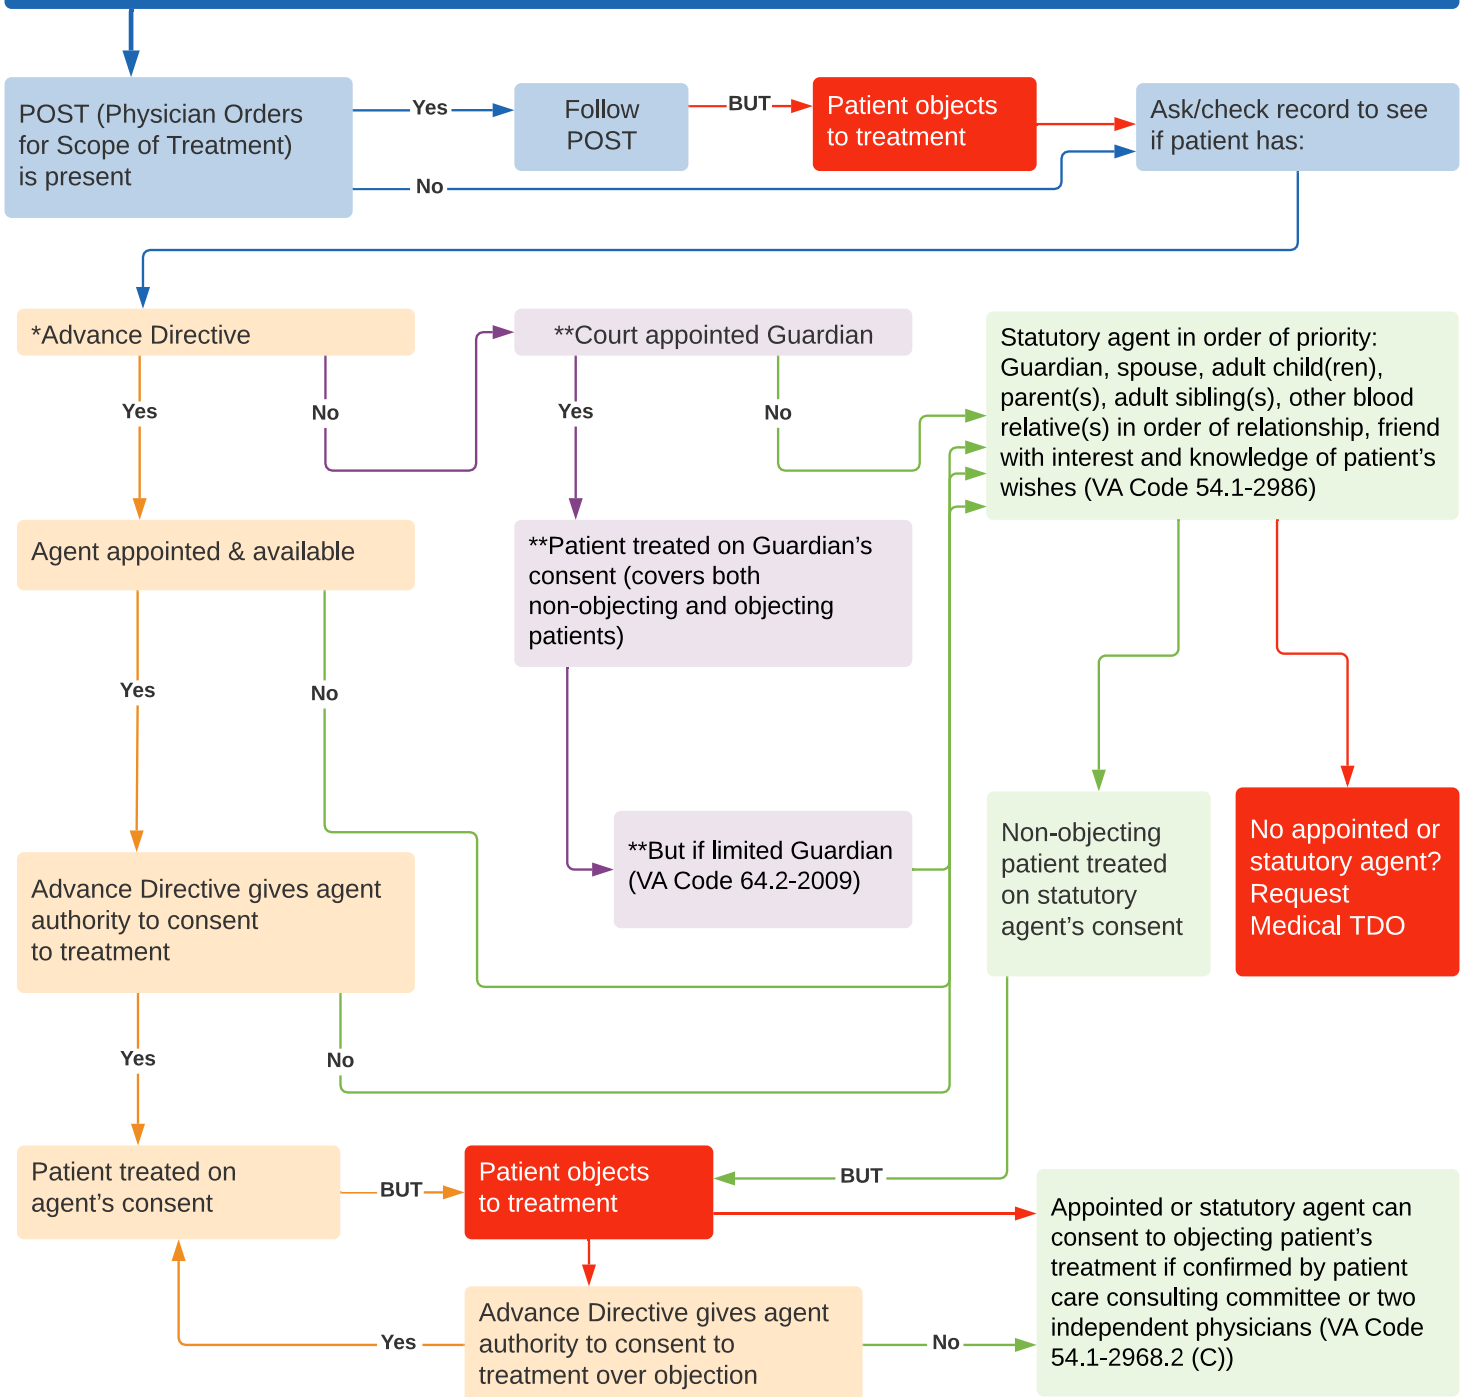 POST (Physician Orders
for Scope of Treatment)
is present
Yes
No
Follow
POST
BUT
Patient objects
to treatment
Ask/check record to see
if patient has:
*Advance Directive
Yes
No
**Court appointed Guardian
Yes
No
Statutory agent in order of priority:
Guardian, spouse, adult child(ren),
parent(s), adult sibling(s), other blood
relative(s) in order of relationship, friend
with interest and knowledge of patient's
wishes (VA Code 54.1-2986)
Agent appointed & available
Yes
No
**Patient treated on Guardian's
consent (covers both
non-objecting and objecting
patients)
**But if limited Guardian
(VA Code 64.2-2009)
Non-objecting
patient treated
on statutory
agent's consent
No appointed or
statutory agent?
Request
Medical TDO
Advance Directive gives agent
authority to consent
to treatment
Yes
No
Patient treated on
agent's consent
BUT
Patient objects
to treatment
BUT
Appointed or statutory agent can
consent to objecting patient's
treatment if confirmed by patient
care consulting committee or two
independent physicians (VA Code
54.1-2968.2 (C))
Yes
Advance Directive gives agent
authority to consent to
treatment over objection
No